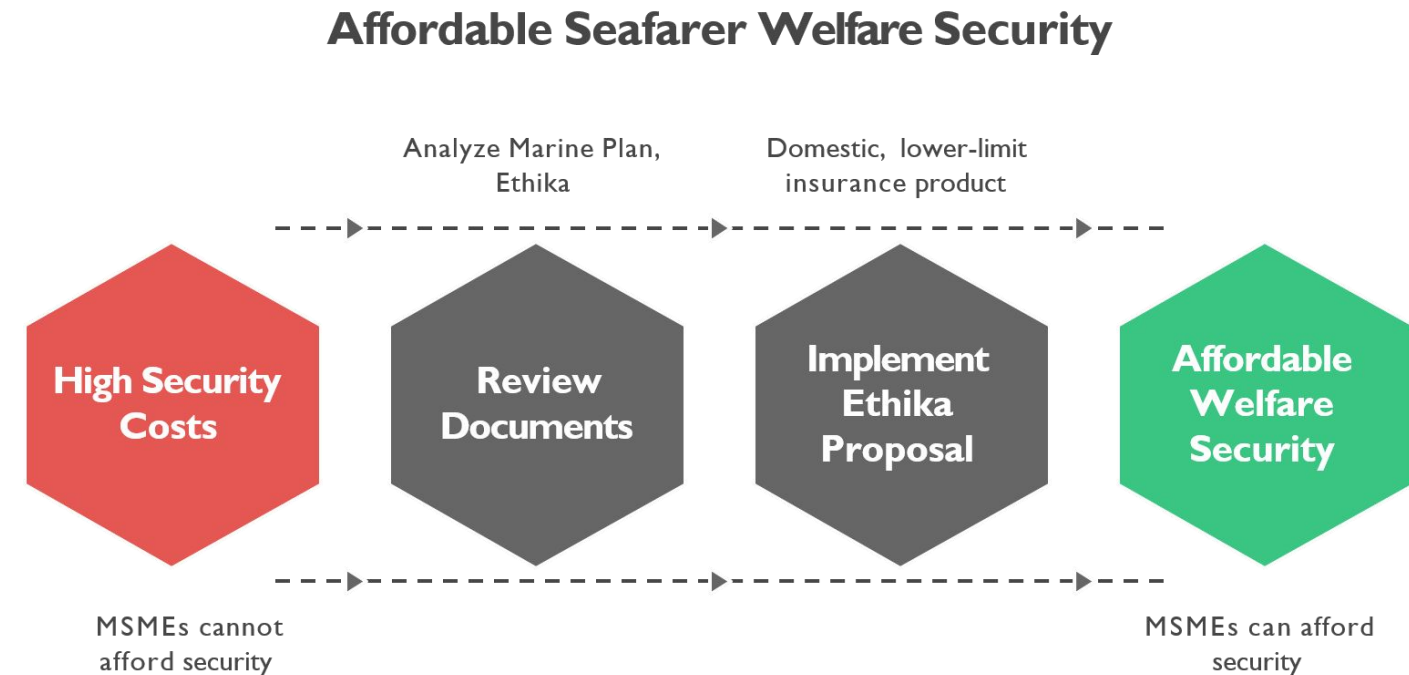 Affordable Seafarer Welfare Security
Analyze Marine Plan,
Ethika
Domestic, lower-limit
insurance product
High Security
Costs
Review
Documents
Implement
Ethika
Proposal
Affordable
Welfare
Security
MSMEs cannot
afford security
MSMEs can afford
security